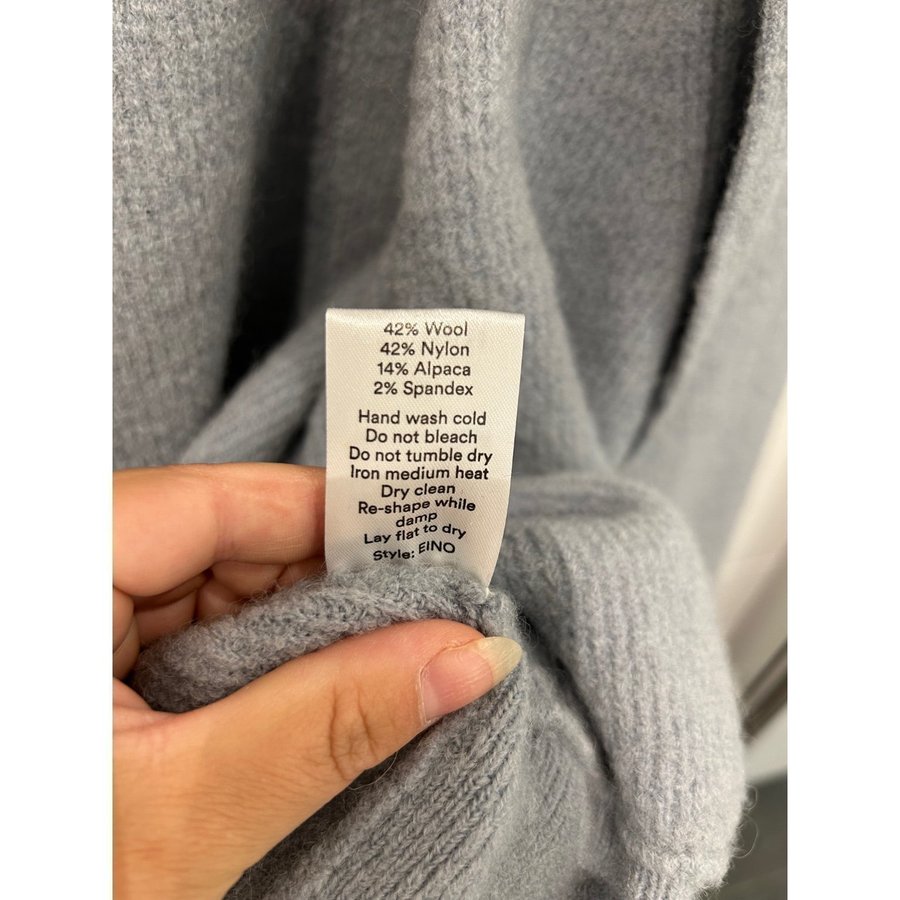 42% Wool
42% Nylon
14% Alpaca
2% Spandex
Hand wash cold
Do not bleach
Do not tumble dry
Iron medium heat
Dry clean
Re-shape while
damp
Lay flat to dry
Style: EINO